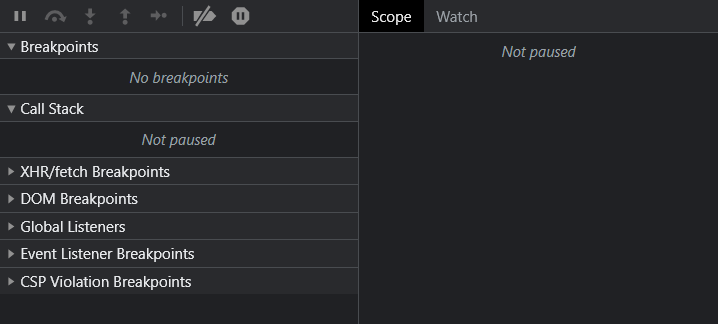 Scope
Watch
Breakpoints
No breakpoints
Call Stack
Not paused
XHR/fetch Breakpoints
DOM Breakpoints
Global Listeners
Event Listener Breakpoints
CSP Violation Breakpoints
Not paused